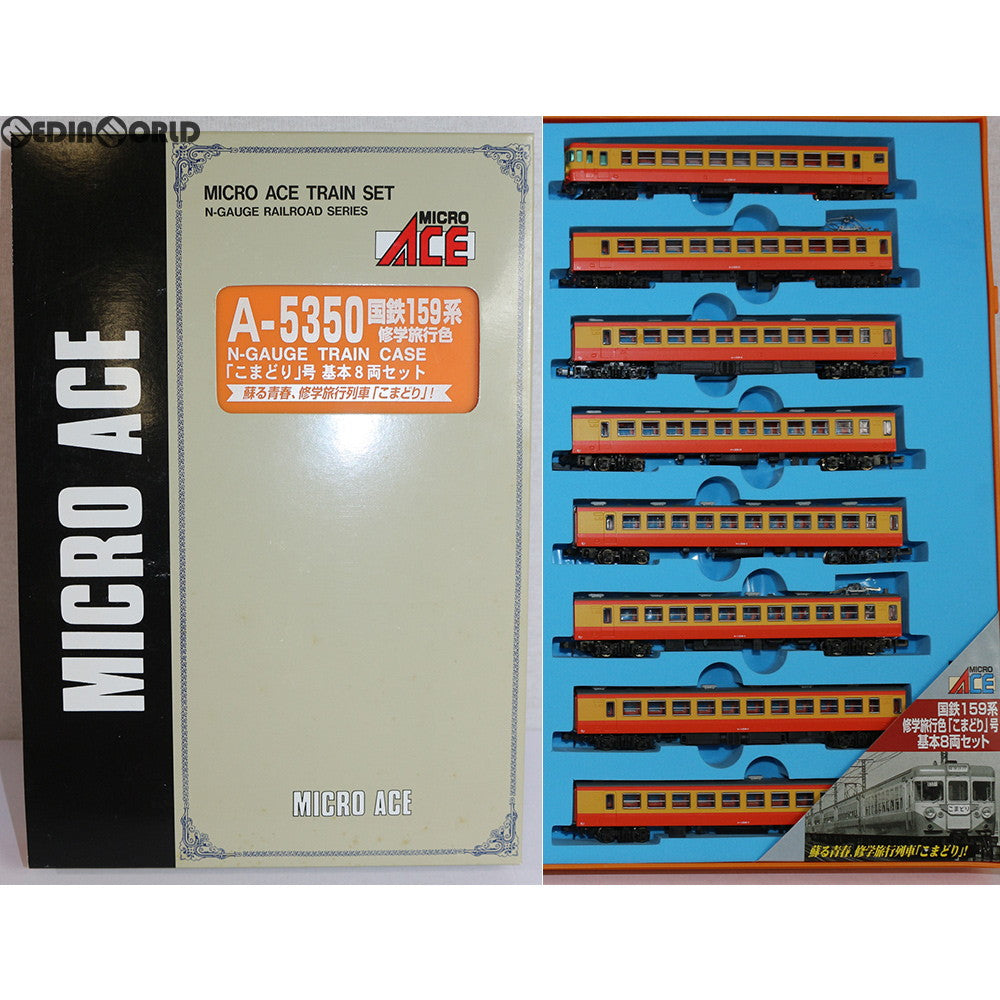 MEDIAWORLD
MICRO ACE
MICRO ACE TRAIN SET
N-GAUGE RAILROAD SERIES
MICRO
ACE
A-5350 国鉄159系
修学旅行色
N-GAUGE TRAIN CASE
「こまどり」号 基本8両セット
蘇る青春、修学旅行列車「こまどり」!
MICRO ACE
MICRO
ACE
国鉄159系
修学旅行色「こまどり」号
基本8両セット
こまどり
蘇る青春、修学旅行列車「こまどり」!